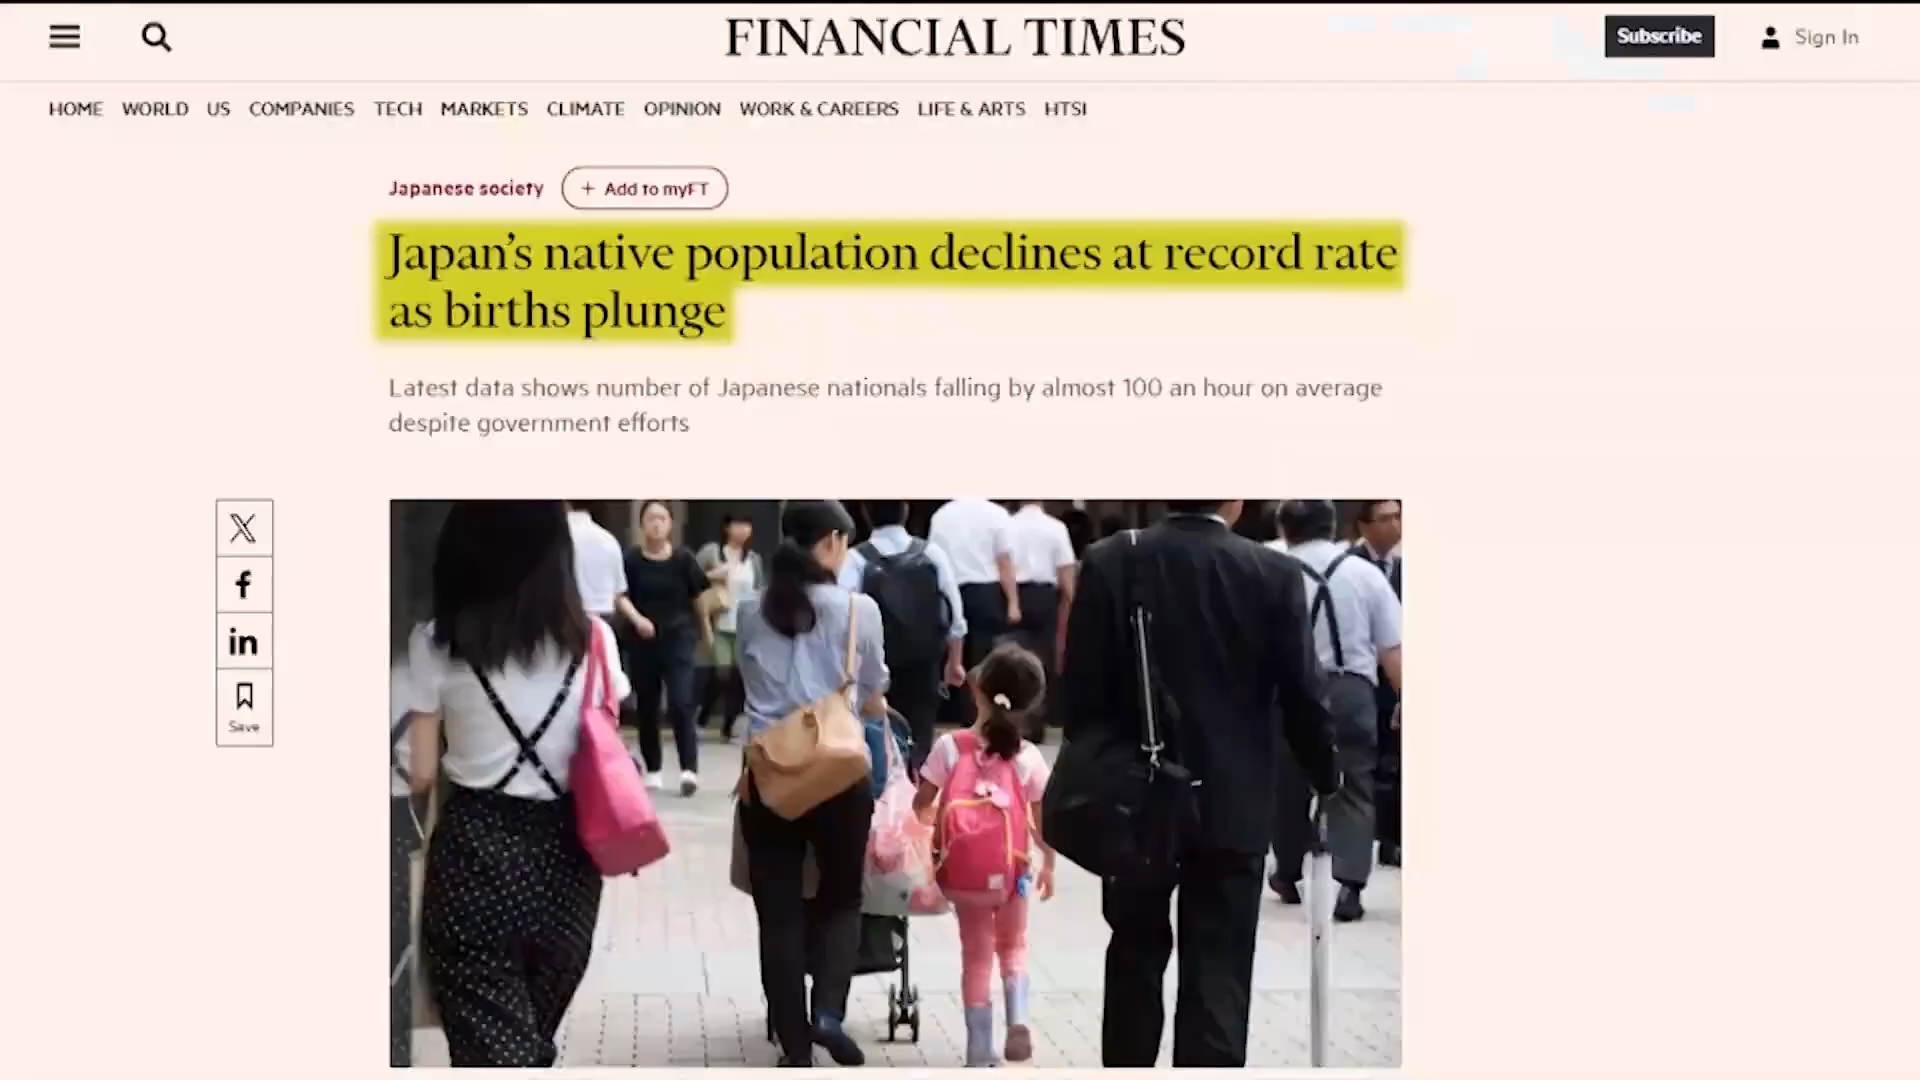 FINANCIAL TIMES
Subscribe
Sign In
HOME WORLD US COMPANIES TECH MARKETS CLIMATE OPINION WORK & CAREERS LIFE & ARTS HTSI
Japanese society
+ Add to myFT
Japan’s native population declines at record rate
as births plunge
Latest data shows number of Japanese nationals falling by almost 100 an hour on average
despite government efforts
X
f
in
Save